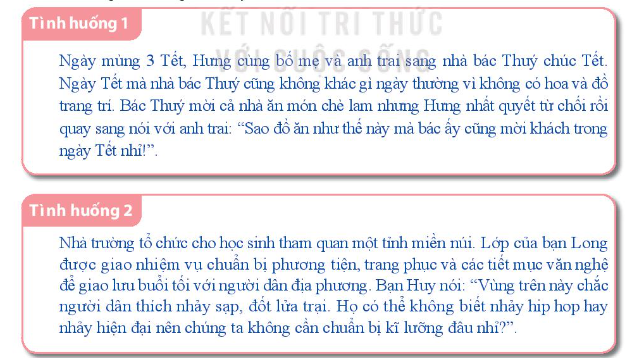 KẾT NỐI TRI THỨC
VỚI CUỘC SỐNG
Tình huống 1
Ngày mùng 3 Tết, Hưng cùng bố mẹ và anh trai sang nhà bác Thuý chúc Tết.
Ngày Tết mà nhà bác Thuý cũng không khác gì ngày thường vì không có hoa và đồ
trang trí. Bác Thuý mời cả nhà ăn món chè lam nhưng Hưng nhất quyết từ chối rồi
quay sang nói với anh trai: “Sao đồ ăn như thế này mà bác ấy cũng mời khách trong
ngày Tết nhỉ!”.
Tình huống 2
Nhà trường tổ chức cho học sinh tham quan một tỉnh miền núi. Lớp của bạn Long
được giao nhiệm vụ chuẩn bị phương tiện, trang phục và các tiết mục văn nghệ
để giao lưu buổi tối với người dân địa phương. Bạn Huy nói: “Vùng trên này chắc
người dân thích nhảy sạp, đốt lửa trại. Họ có thể không biết nhảy hip hop hay
nhảy hiện đại nên chúng ta không cần chuẩn bị kĩ lưỡng đâu nhỉ?”.